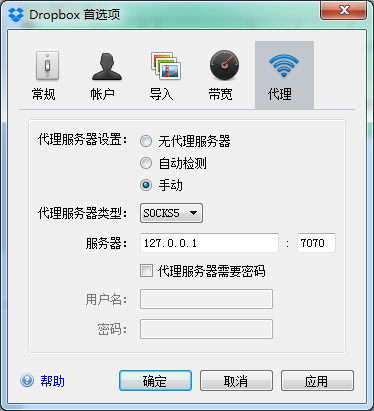 Dropbox 首选项
常规 帐户 导入 带宽 代理
代理服务器设置: 无代理服务器
自动检测
手动
代理服务器类型: SOCKS5
服务器: 127.0.0.1 : 7070
代理服务器需要密码
用户名:
密码:
帮助 确定 取消 应用